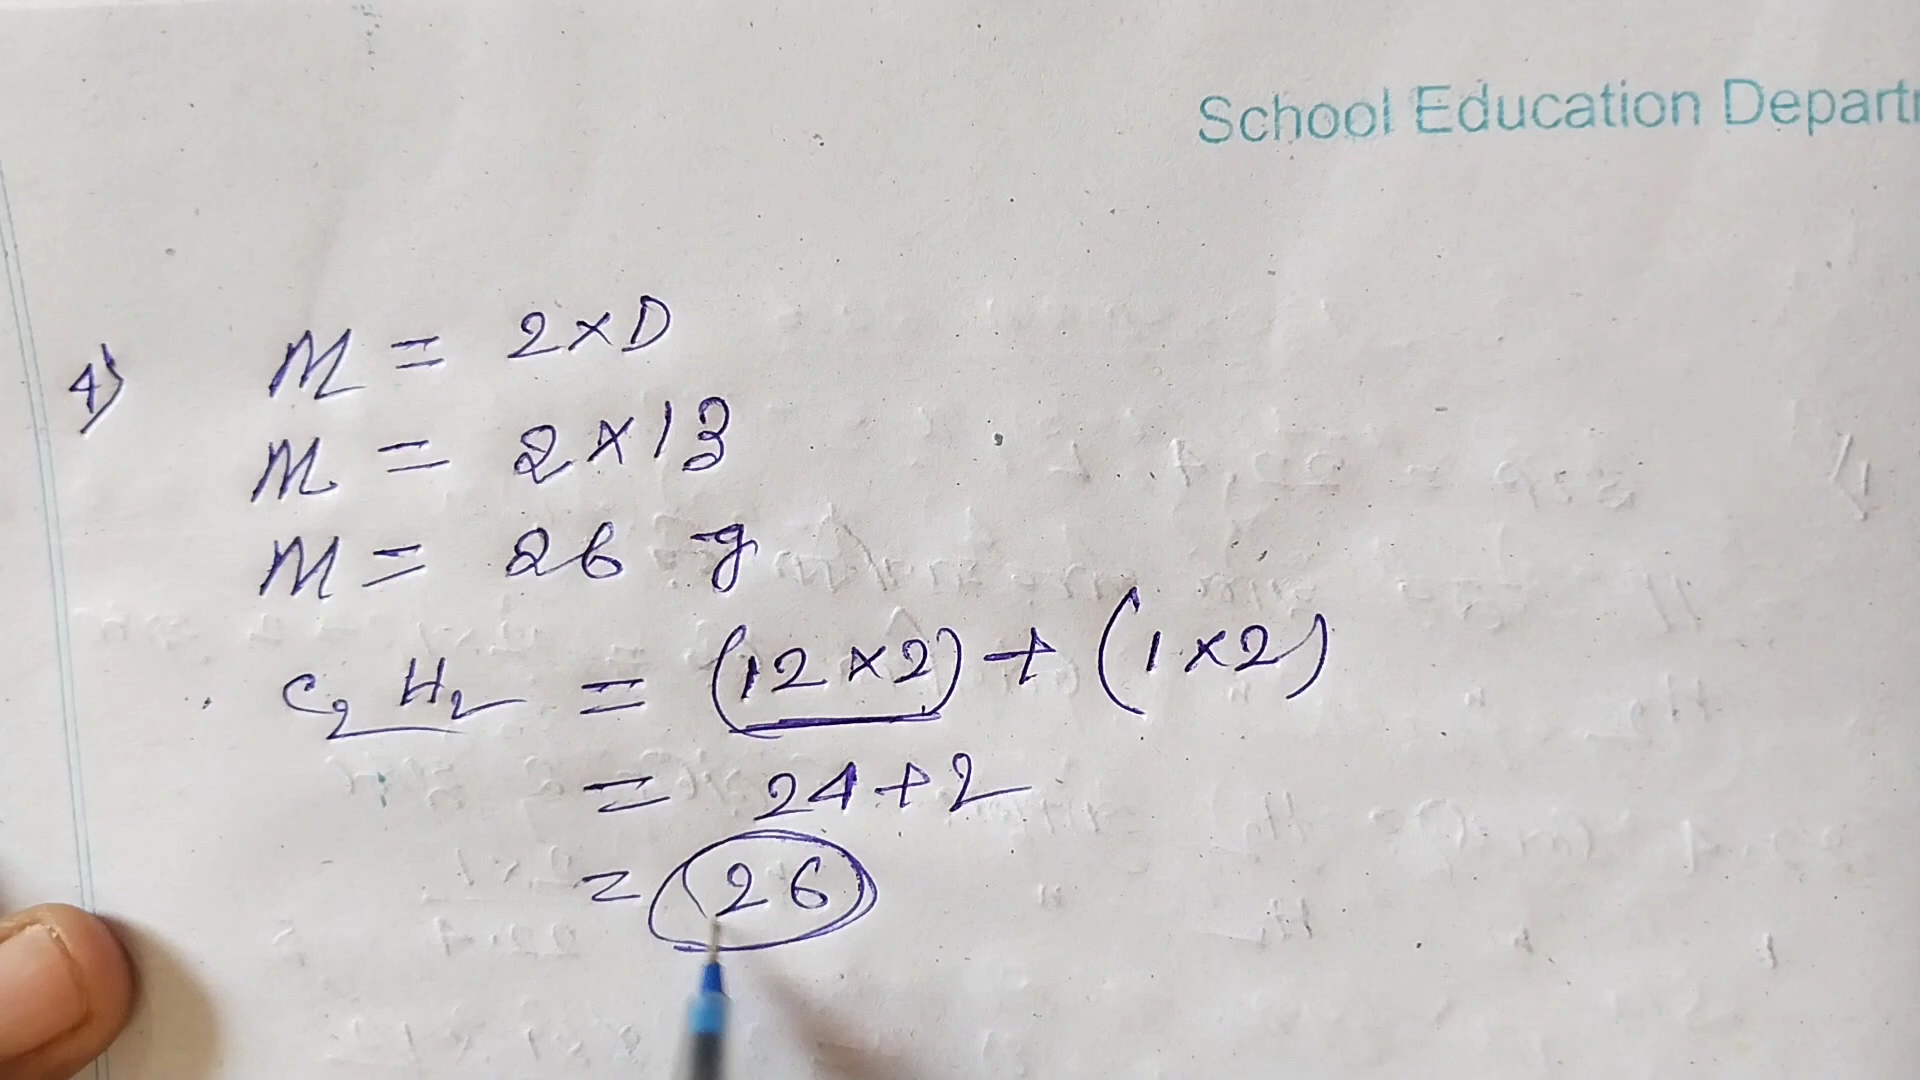 School Education Depart
4)
M = 2×D
M = 2×13
M = 26 g
C₂H₂ = (12×2)+(1×2)
= 24+2
= 26